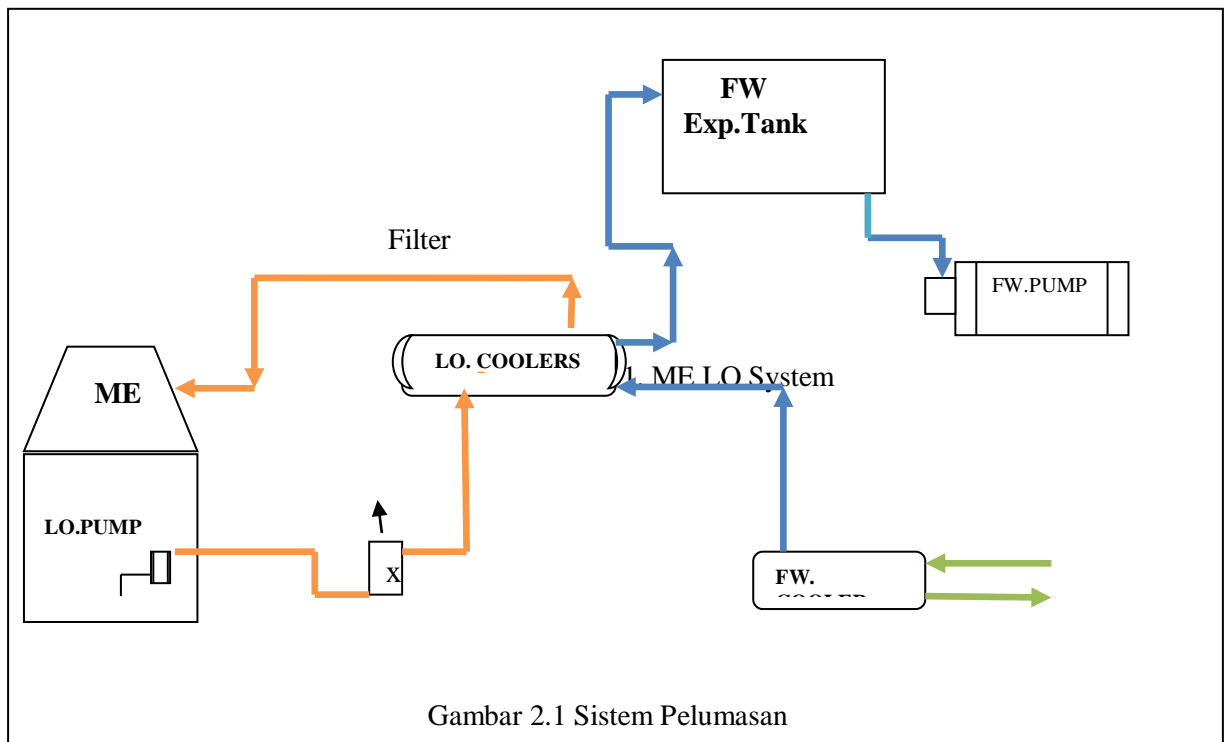 FW
Exp.Tank
Filter
FW.PUMP
LO. COOLERS
1. ME LO System
ME
LO.PUMP
x
FW.
COOLER
Gambar 2.1 Sistem Pelumasan